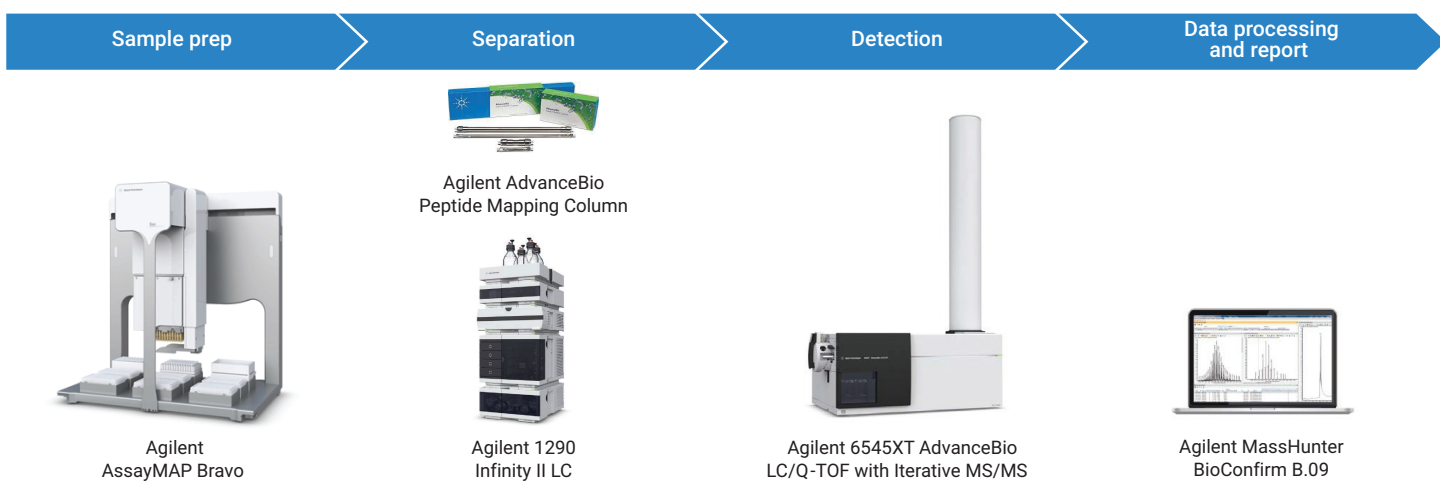 Sample prep
Separation
Detection
Data processing
and report
Agilent AdvanceBio
Peptide Mapping Column
Agilent
AssayMAP Bravo
Agilent 1290
Infinity II LC
Agilent 6545XT AdvanceBio
LC/Q-TOF with Iterative MS/MS
Agilent MassHunter
BioConfirm B.09